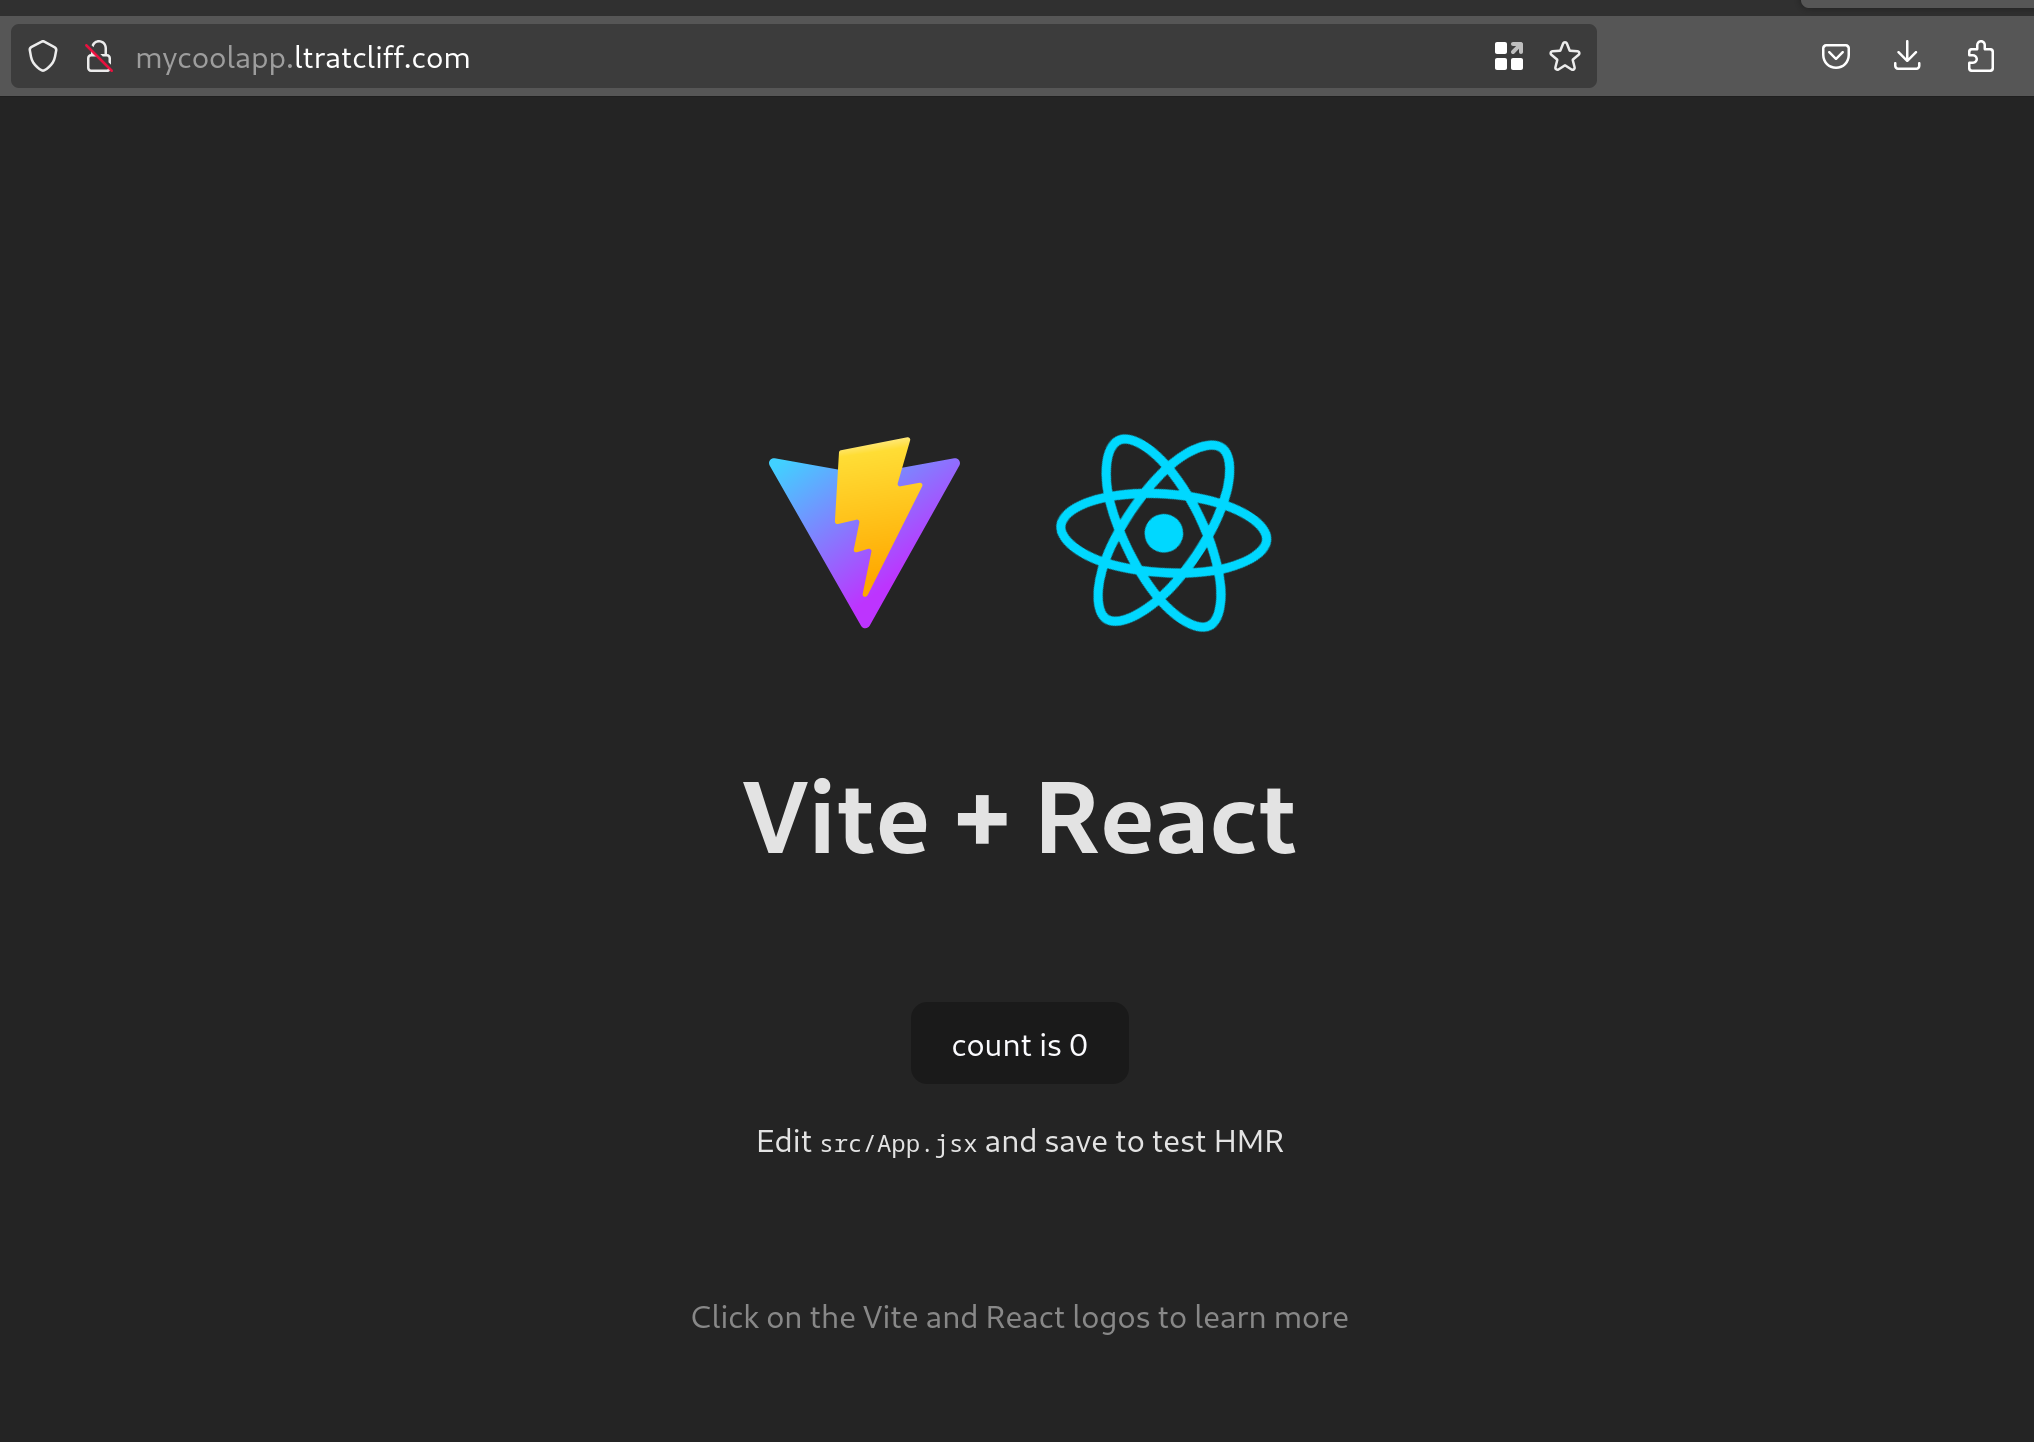 mycoolapp.ltratcliff.com
Vite + React
count is 0
Edit src/App.jsx and save to test HMR
Click on the Vite and React logos to learn more